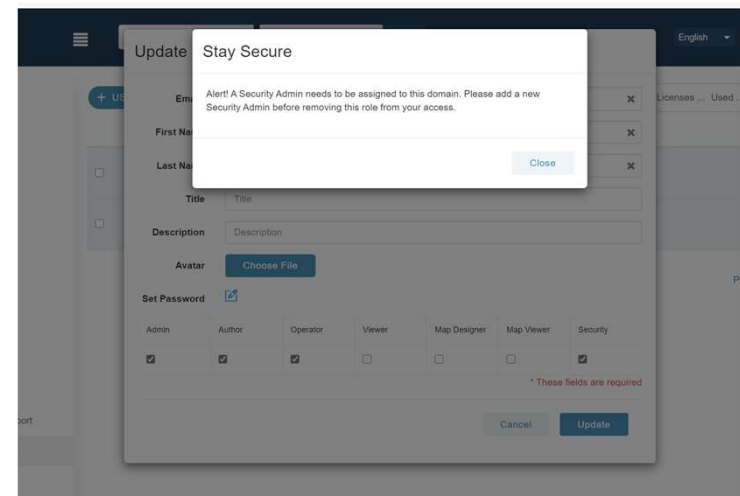 English
Update
Stay Secure
Alert! A Security Admin needs to be assigned to this domain. Please add a new
Security Admin before removing this role from your access.
Close
+ US
Licenses ... Used ...
Title
Title
Description
Description
Avatar
Choose File
Set Password
Admin Author Operator Viewer Map Designer Map Viewer Security
* These fields are required
Cancel
Update